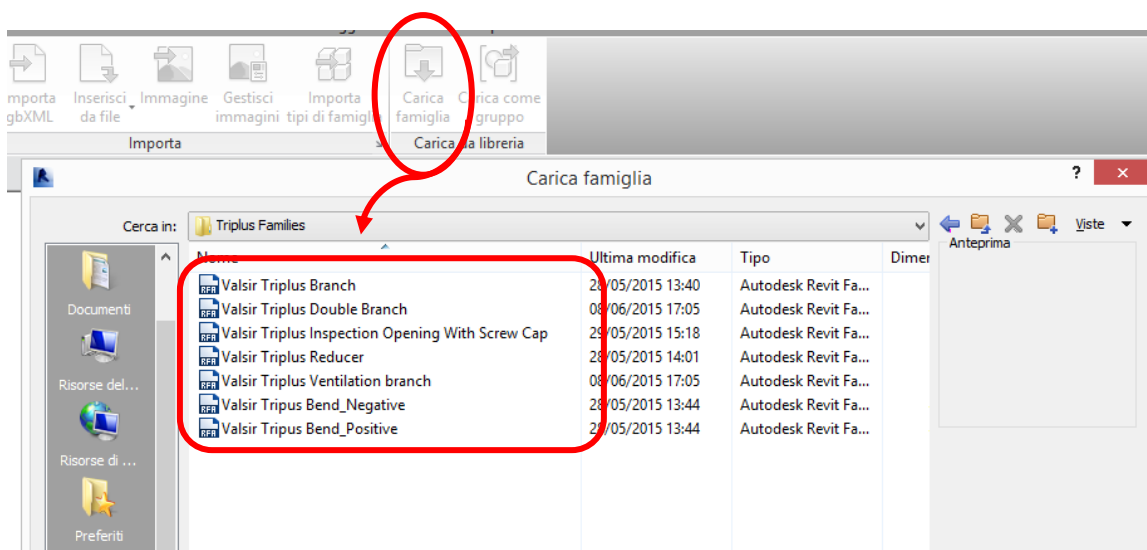 mporta Inserisci Immagine Gestisci Importa Carica Carica come
gbXML da file immagini tipi di famiglia famiglia gruppo
Importa Carica da libreria
Carica famiglia ? ×
Cerca in: Triplus Families Viste
Anteprima
Nome Ultima modifica Tipo Dimer
Valsir Triplus Branch 28/05/2015 13:40 Autodesk Revit Fa...
Valsir Triplus Double Branch 08/06/2015 17:05 Autodesk Revit Fa...
Valsir Triplus Inspection Opening With Screw Cap 29/05/2015 15:18 Autodesk Revit Fa...
Valsir Triplus Reducer 28/05/2015 14:01 Autodesk Revit Fa...
Valsir Triplus Ventilation branch 08/06/2015 17:05 Autodesk Revit Fa...
Valsir Tripus Bend_Negative 28/05/2015 13:44 Autodesk Revit Fa...
Valsir Tripus Bend_Positive 28/05/2015 13:44 Autodesk Revit Fa...
Documenti
Risorse del...
Risorse di ...
Preferiti